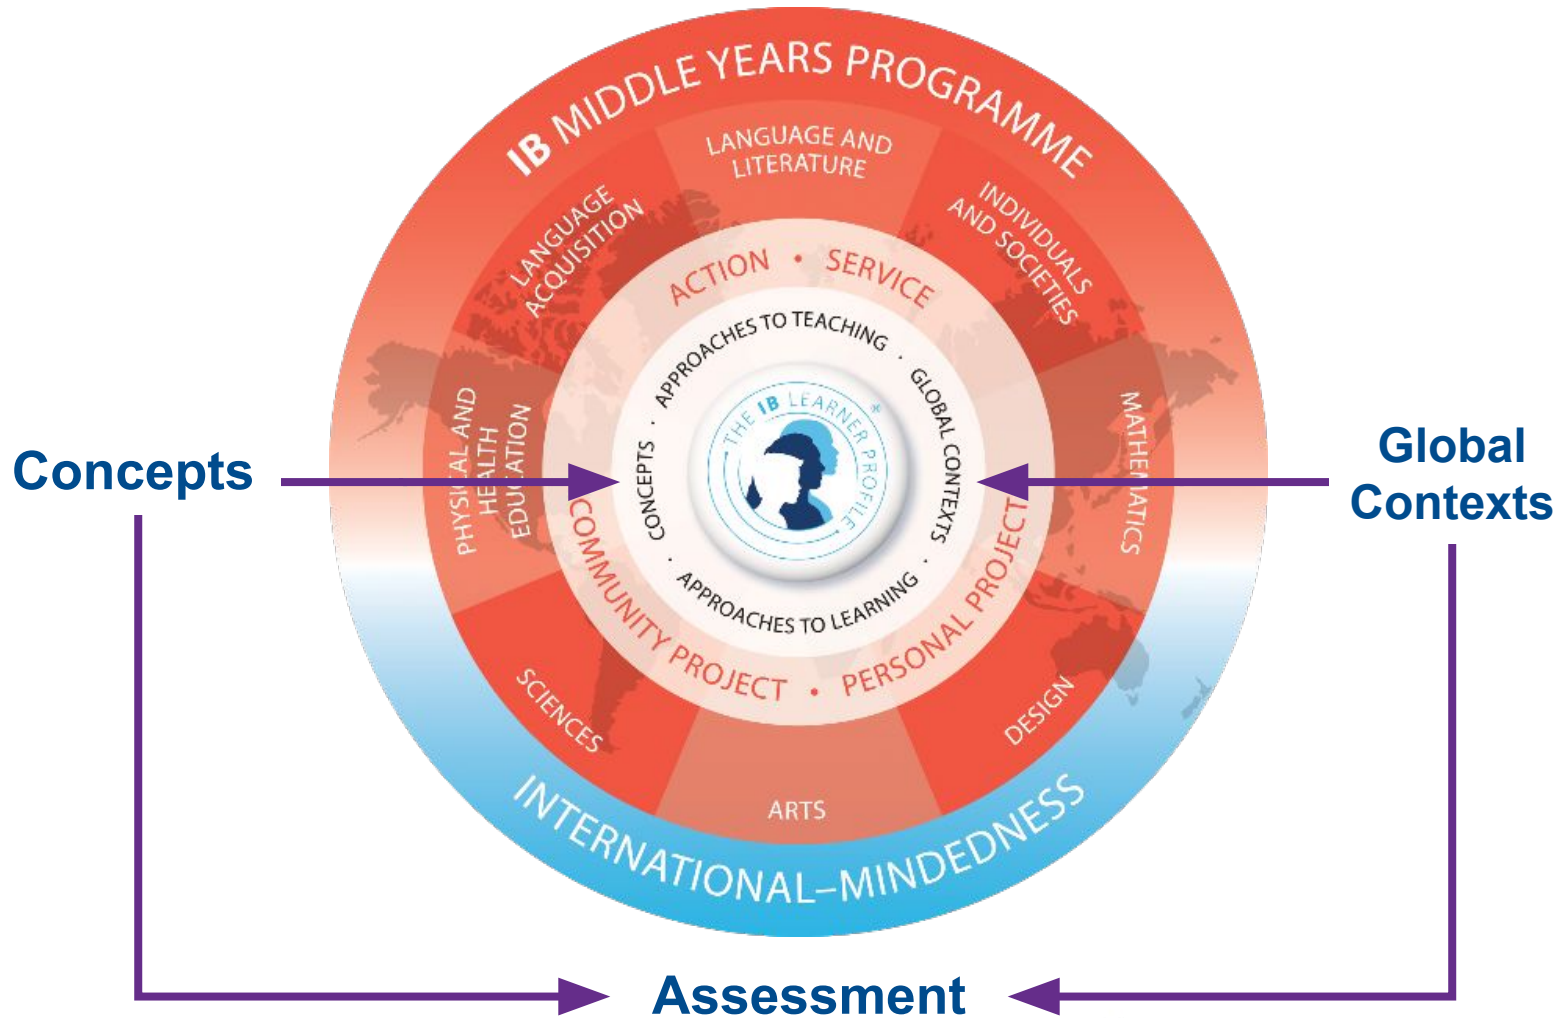 IB MIDDLE YEARS PROGRAMME
LANGUAGE AND
LITERATURE
LANGUAGE
ACQUISITION
INDIVIDUALS
AND SOCIETIES
ACTION • SERVICE
APPROACHES TO TEACHING ·
GLOBAL CONTEXTS ·
THE IB LEARNER PROFILE
PHYSICAL AND
HEALTH
EDUCATION
MATHEMATICS
Concepts
Global
Contexts
CONCEPTS ·
APPROACHES TO LEARNING ·
COMMUNITY PROJECT • PERSONAL PROJECT
SCIENCES
DESIGN
ARTS
INTERNATIONAL–MINDEDNESS
Assessment